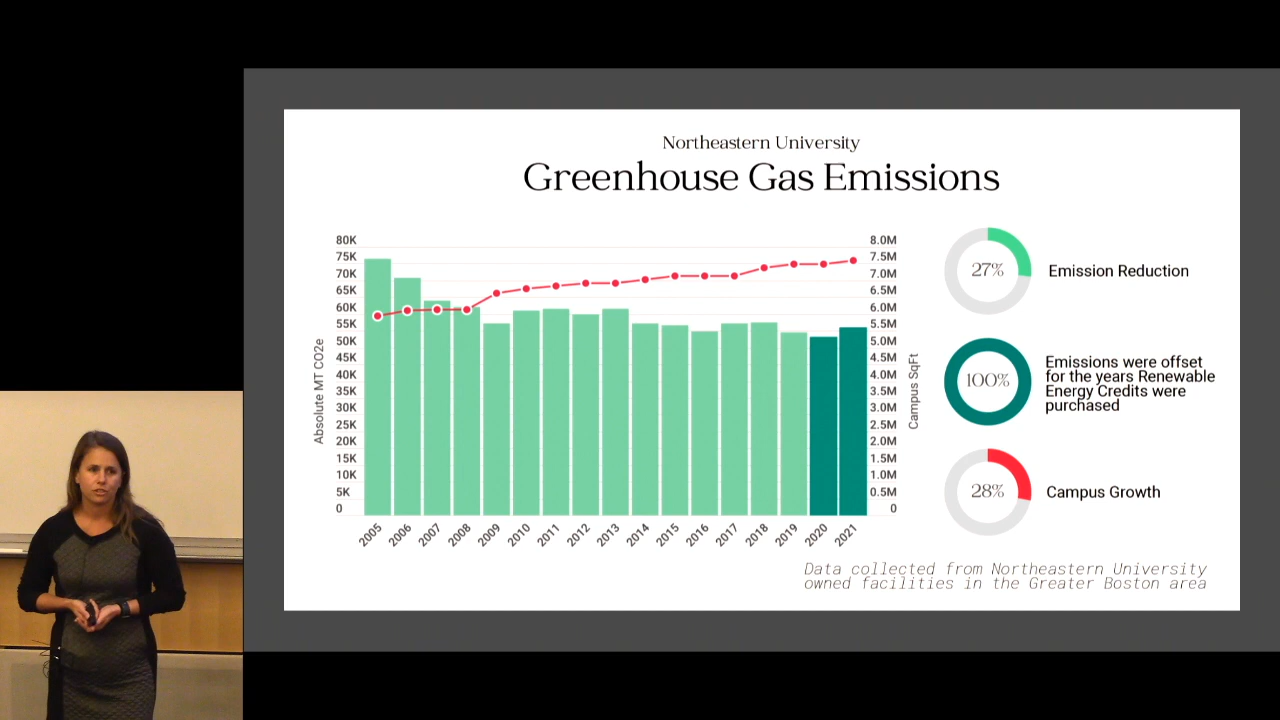 Northeastern University
Greenhouse Gas Emissions
80K
75K
70K
65K
60K
55K
50K
45K
40K
35K
30K
25K
20K
15K
10K
5K
0
Absolute MT CO2e
8.0M
7.5M
7.0M
6.5M
6.0M
5.5M
5.0M
4.5M
4.0M
3.5M
3.0M
2.5M
2.0M
1.5M
1.0M
0.5M
0
Campus SqFt
2005 2006 2007 2008 2009 2010 2011 2012 2013 2014 2015 2016 2017 2018 2019 2020 2021
27%
Emission Reduction
100%
Emissions were offset
for the years Renewable
Energy Credits were
purchased
28%
Campus Growth
Data collected from Northeastern University
owned facilities in the Greater Boston area